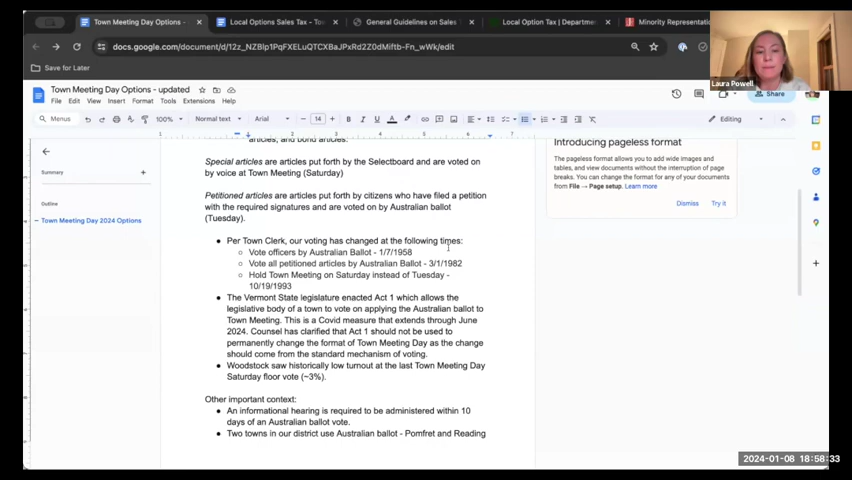 Town Meeting Day Options -
Local Options Sales Tax - To
General Guidelines on Sales
Local Option Tax | Departme
Minority Representa
docs.google.com/document/d/
Save for Later
Laura Powell
Town Meeting Day Options - updated
File Edit View Insert Format Tools Extensions Help
Share
Menus 100% Normal text Arial 14 B I U A Editing
1 2 3 4 5 6 7
Summary
Outline
Town Meeting Day 2024 Options
articles, and bond articles.
Special articles are articles put forth by the Selectboard and are voted on
by voice at Town Meeting (Saturday)
Petitioned articles are articles put forth by citizens who have filed a petition
with the required signatures and are voted on by Australian ballot
(Tuesday).
● Per Town Clerk, our voting has changed at the following times:
○ Vote officers by Australian Ballot - 1/7/1958
○ Vote all petitioned articles by Australian Ballot - 3/1/1982
○ Hold Town Meeting on Saturday instead of Tuesday -
10/19/1993
● The Vermont State legislature enacted Act 1 which allows the
legislative body of a town to vote on applying the Australian ballot to
Town Meeting. This is a Covid measure that extends through June
2024. Counsel has clarified that Act 1 should not be used to
permanently change the format of Town Meeting Day as the change
should come from the standard mechanism of voting.
● Woodstock saw historically low turnout at the last Town Meeting Day
Saturday floor vote (~3%).
Other important context:
● An informational hearing is required to be administered within 10
days of an Australian ballot vote.
● Two towns in our district use Australian ballot - Pomfret and Reading
Introducing pageless format
The pageless format allows you to add wide images and
tables, and view documents without the interruption of page
breaks. You can change the format for any of your documents
from File → Page setup. Learn more
Dismiss Try it
2024-01-08 18:58:33